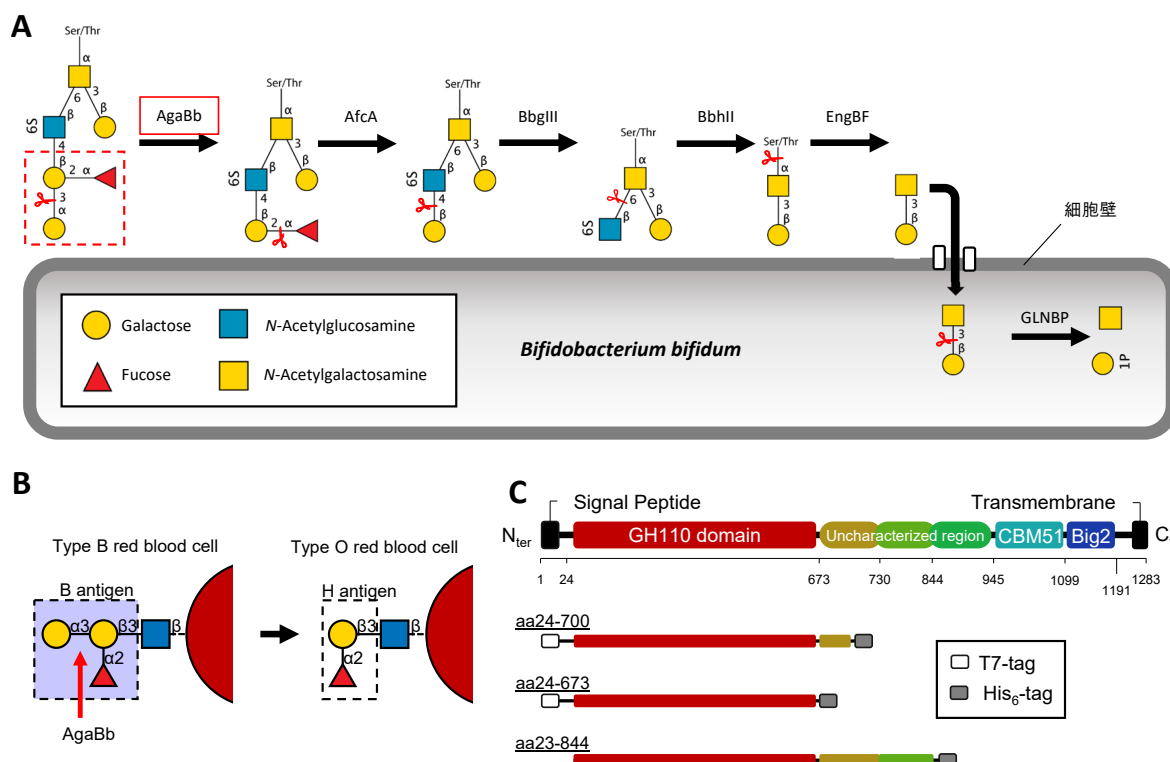 A
Ser/Thr
α
6
3
β
β
6S
4
β
2
α
3
α
AgaBb
Ser/Thr
α
6
3
β
β
6S
4
β
2
α
AfcA
Ser/Thr
α
6
3
β
β
6S
4
β
BbgIII
Ser/Thr
α
6
3
β
β
6S
BbhII
Ser/Thr
α
3
β
EngBF
3
β
細胞壁
3
β
GLNBP
1P
Galactose
N-Acetylglucosamine
Fucose
N-Acetylgalactosamine
Bifidobacterium bifidum
B
Type B red blood cell
Type O red blood cell
B antigen
H antigen
α3
β3
β
α2
β3
β
α2
AgaBb
C
Signal Peptide
Transmembrane
Nter
GH110 domain
Uncharacterized region
CBM51
Big2
C
1
24
673
730
844
945
1099
1191
1283
aa24-700
aa24-673
aa23-844
T7-tag
His6-tag